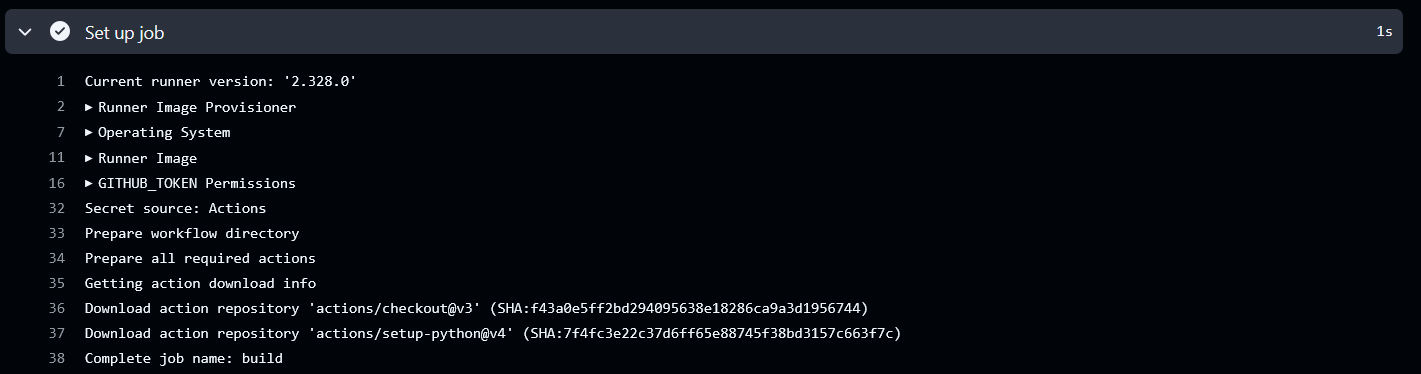 Set up job 1s
1 Current runner version: '2.328.0'
2 ▶ Runner Image Provisioner
7 ▶ Operating System
11 ▶ Runner Image
16 ▶ GITHUB_TOKEN Permissions
32 Secret source: Actions
33 Prepare workflow directory
34 Prepare all required actions
35 Getting action download info
36 Download action repository 'actions/checkout@v3' (SHA:f43a0e5ff2bd294095638e18286ca9a3d1956744)
37 Download action repository 'actions/setup-python@v4' (SHA:7f4fc3e22c37d6ff65e88745f38bd3157c663f7c)
38 Complete job name: build